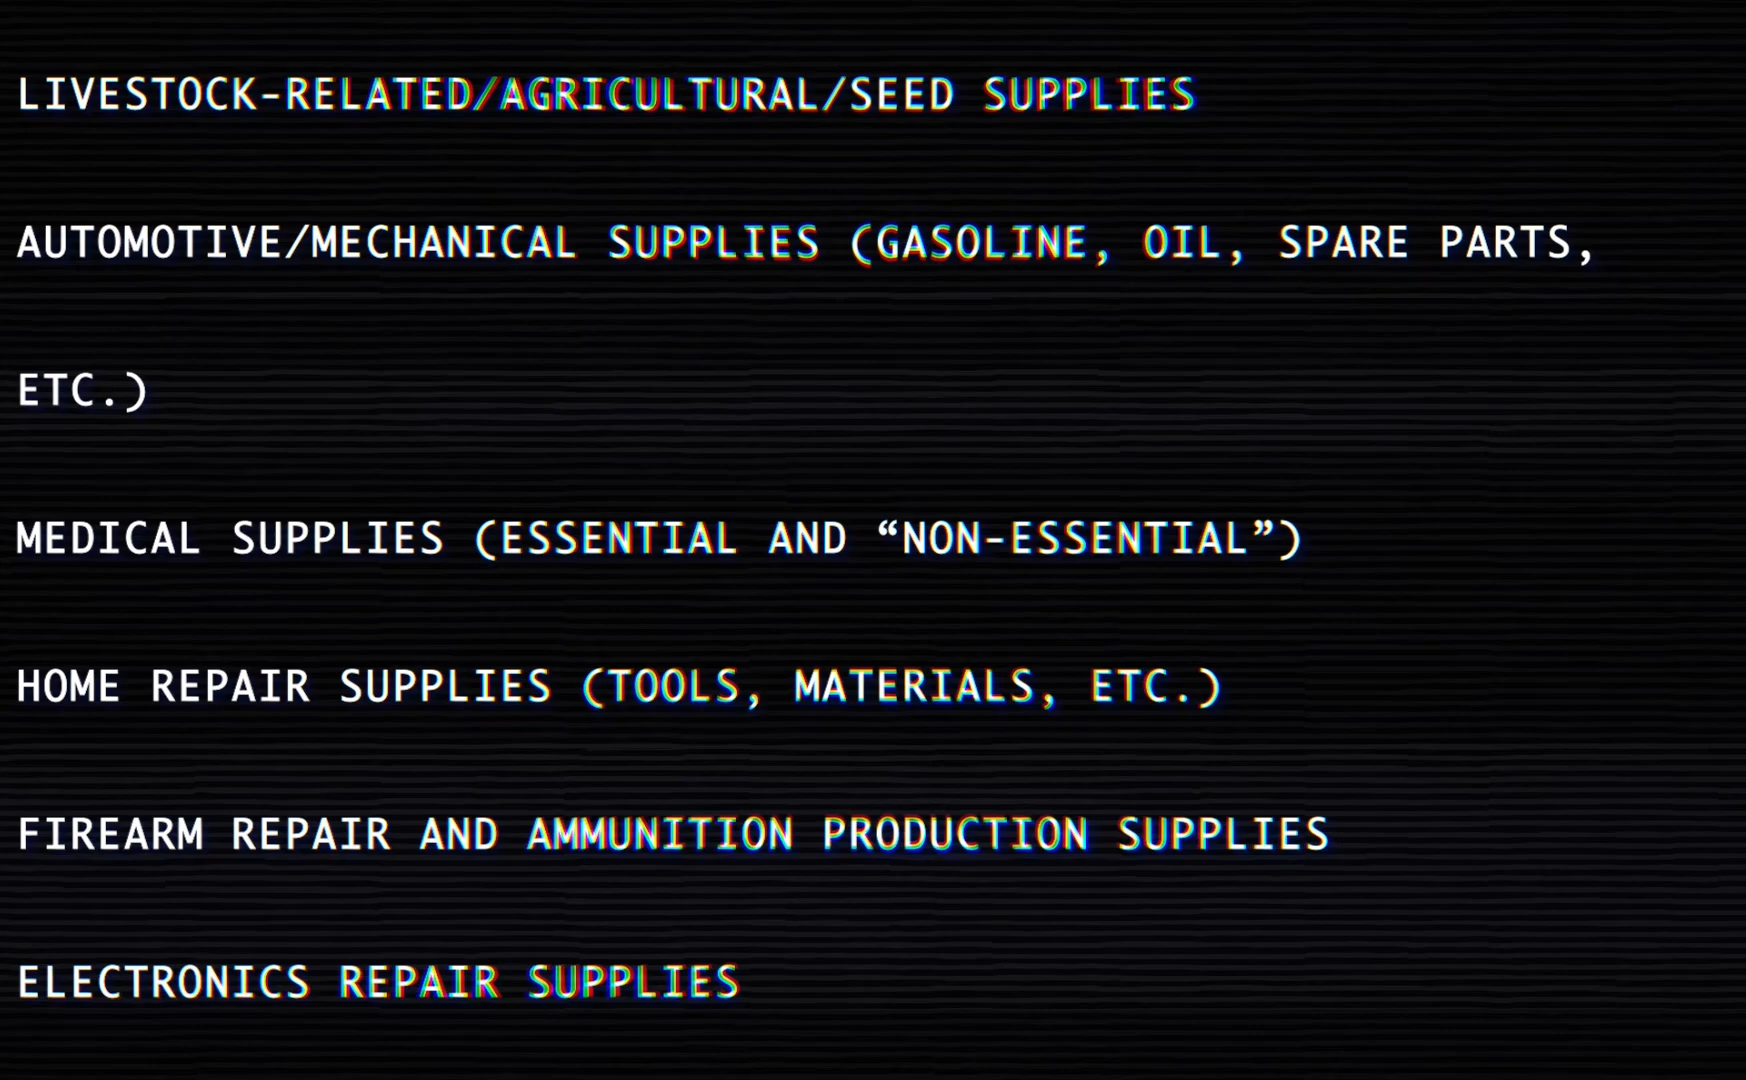 LIVESTOCK-RELATED/AGRICULTURAL/SEED SUPPLIES
AUTOMOTIVE/MECHANICAL SUPPLIES (GASOLINE, OIL, SPARE PARTS,
ETC.)
MEDICAL SUPPLIES (ESSENTIAL AND “NON-ESSENTIAL”)
HOME REPAIR SUPPLIES (TOOLS, MATERIALS, ETC.)
FIREARM REPAIR AND AMMUNITION PRODUCTION SUPPLIES
ELECTRONICS REPAIR SUPPLIES